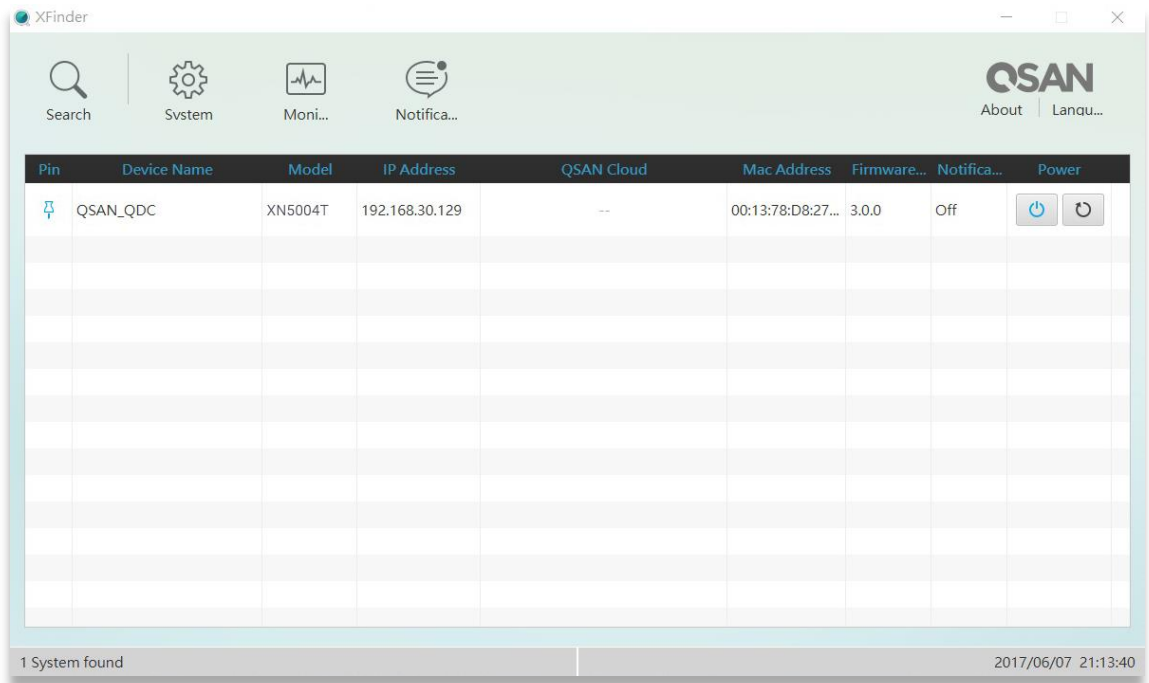 XFinder
Search System Moni... Notifica...
QSAN
About Langu...
Pin Device Name Model IP Address QSAN Cloud Mac Address Firmware... Notifica... Power
QSAN_QDC XN5004T 192.168.30.129 -- 00:13:78:D8:27... 3.0.0 Off
1 System found 2017/06/07 21:13:40